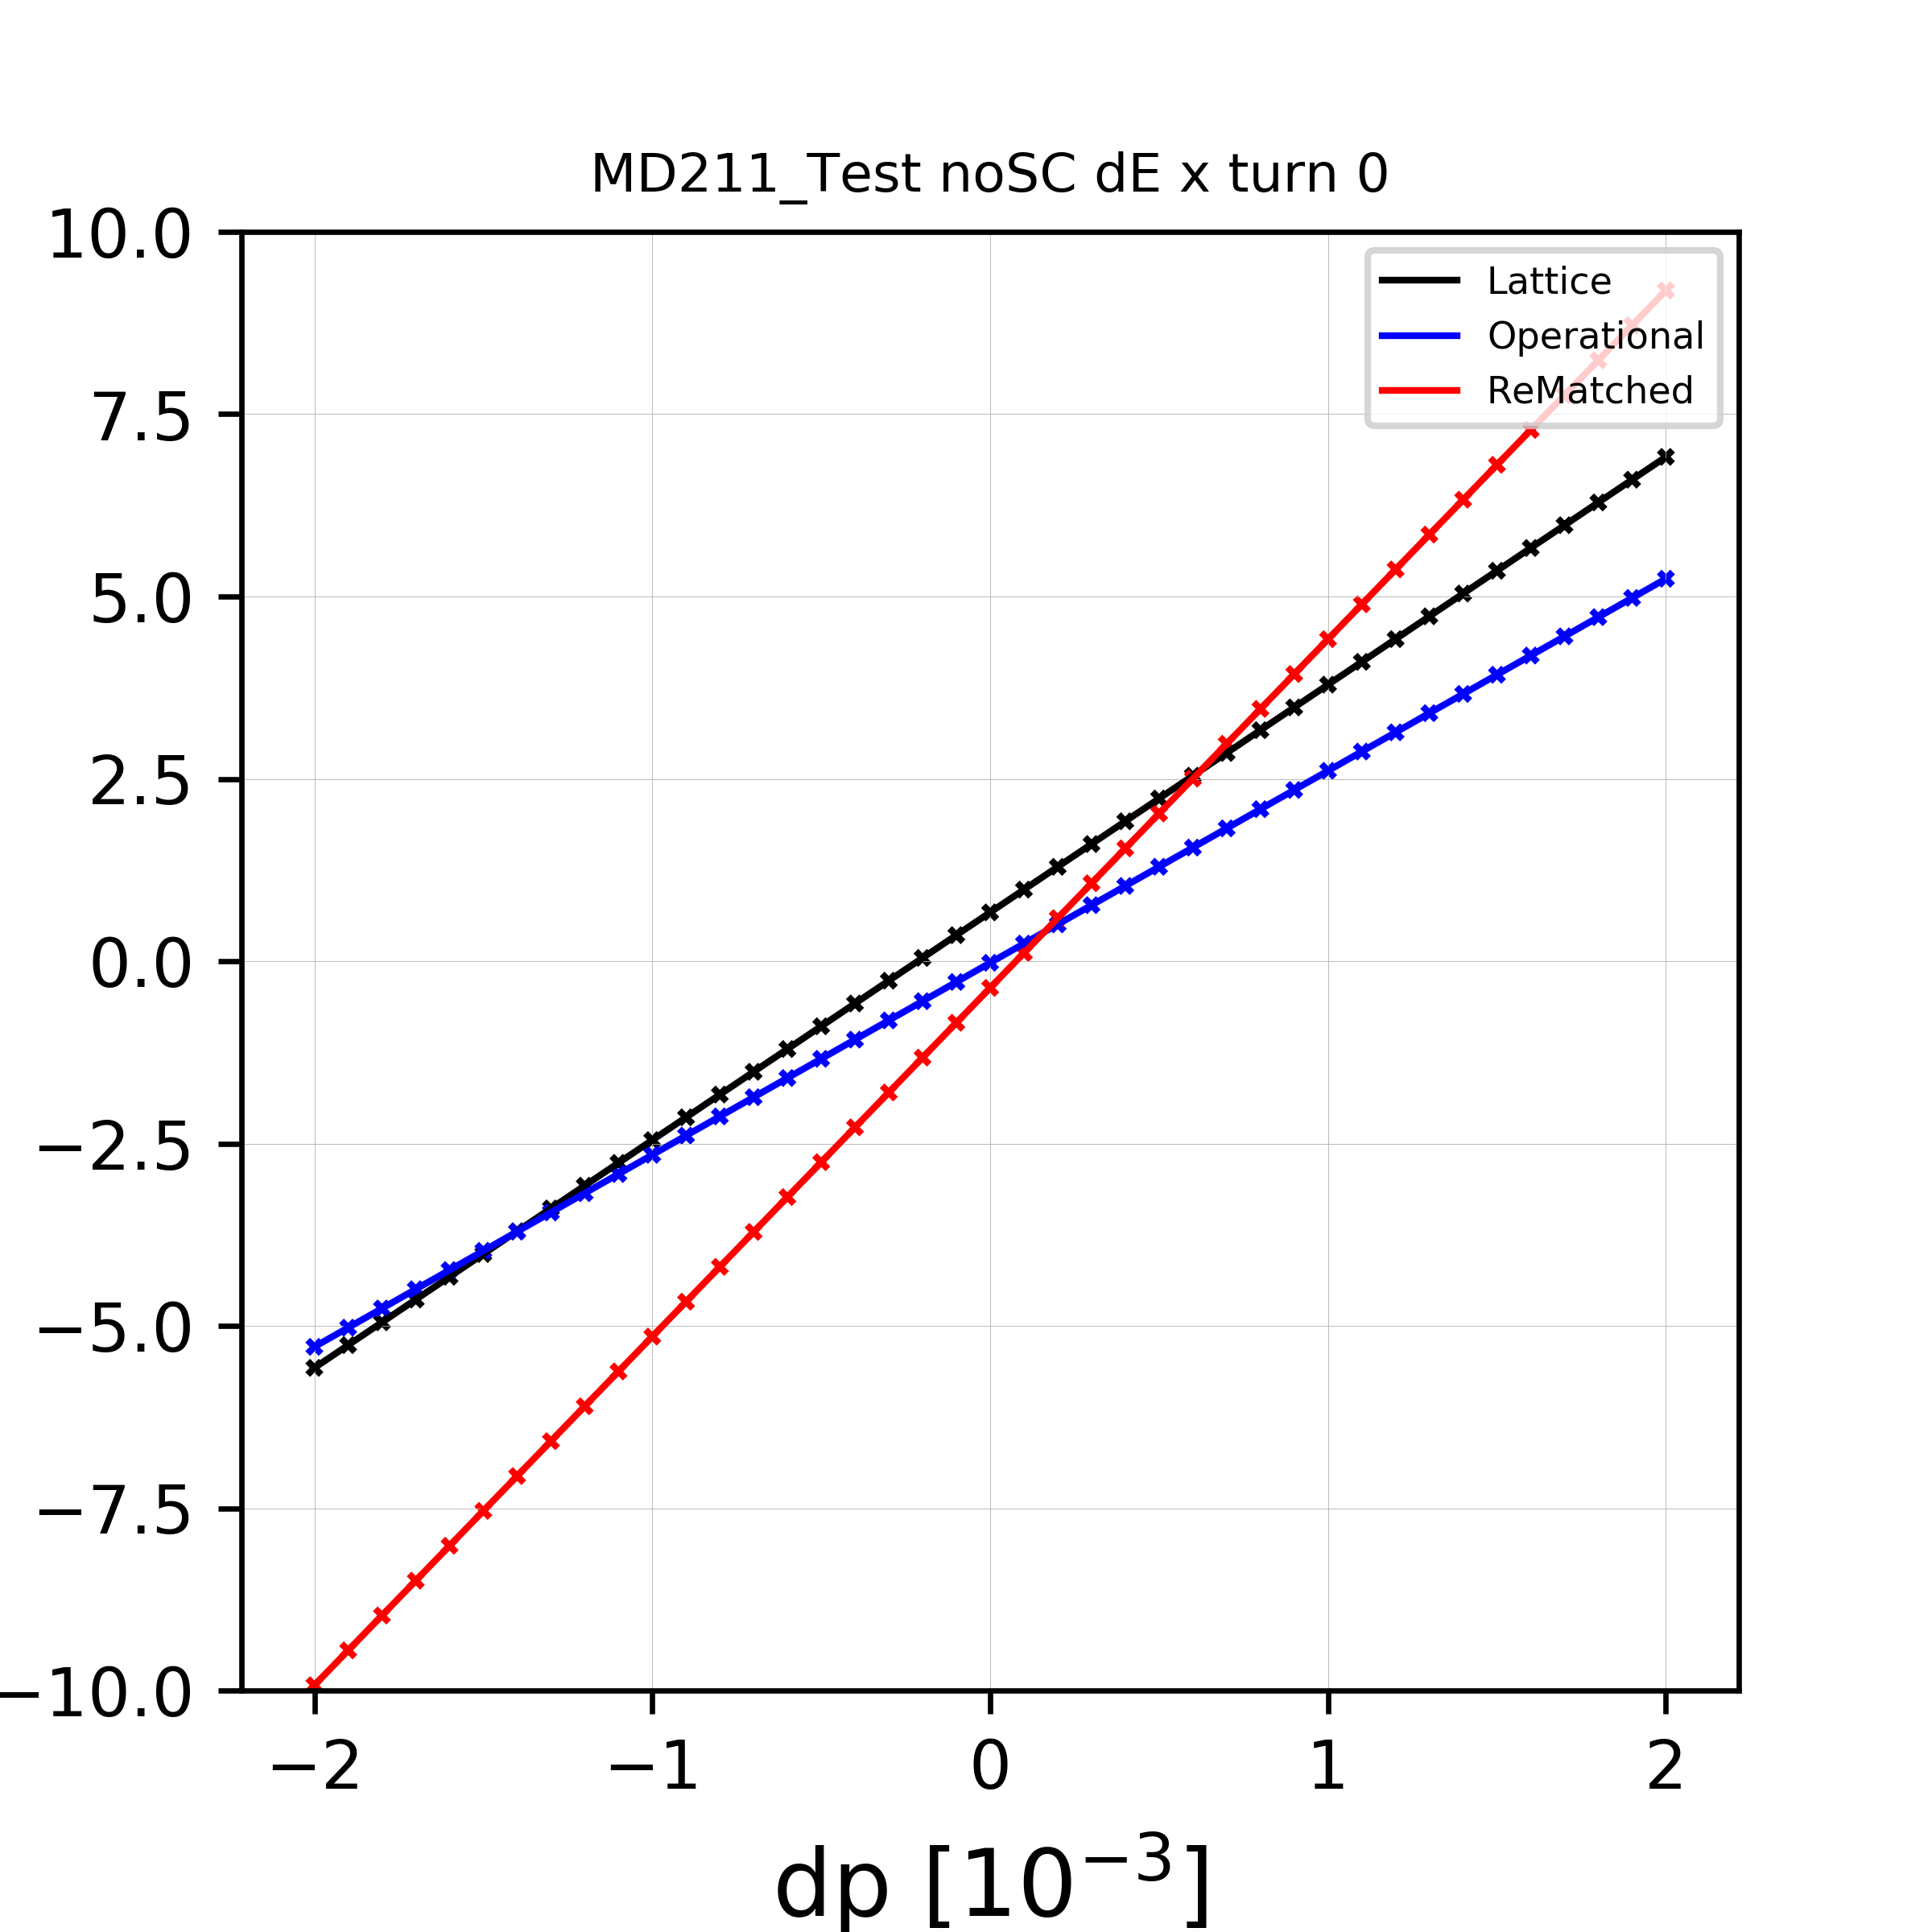 MD211_Test noSC dE x turn 0
10.0
7.5
5.0
2.5
0.0
−2.5
−5.0
−7.5
−10.0
Lattice
Operational
ReMatched
−2 −1 0 1 2
dp [10⁻³]